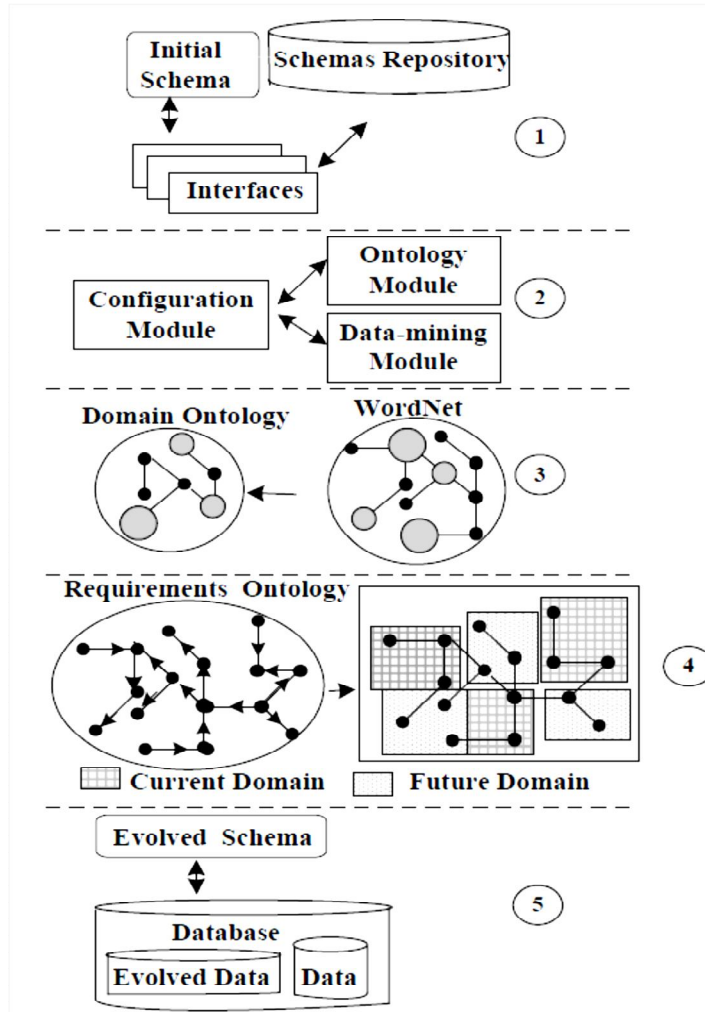 Initial
Schema
Schemas Repository
Interfaces
1
Configuration
Module
Ontology
Module
Data-mining
Module
2
Domain Ontology
WordNet
3
Requirements Ontology
4
Current Domain
Future Domain
Evolved Schema
Database
Evolved Data
Data
5